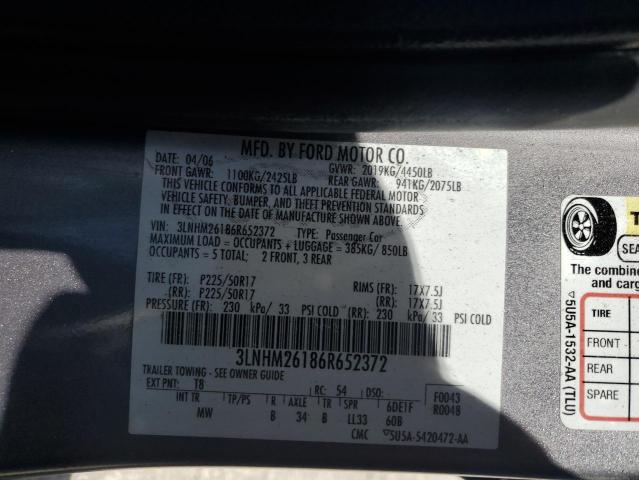 MFD. BY FORD MOTOR CO.
04/06 GVWR: 2019KG/4450LB
FRONT GAWR: 1100KG/2425LB REAR GAWR: 941KG/2075LB
THIS VEHICLE CONFORMS TO ALL APPLICABLE FEDERAL MOTOR
VEHICLE SAFETY, BUMPER, AND THEFT PREVENTION STANDARDS
IN EFFECT ON THE DATE OF MANUFACTURE SHOWN ABOVE.
VIN: 3LNHM26186R652372 TYPE: Passenger Car
MAXIMUM LOAD = OCCUPANTS + LUGGAGE = 385KG/ 850LB
OCCUPANTS = 5 TOTAL; 2 FRONT, 3 REAR
TIRE (FR): P225/50R17 RIMS (FR): 17X7.5J
(RR): P225/50R17 (RR): 17X7.5J
PRESSURE (FR): 230 kPa/ 33 PSI COLD (RR): 230 kPa/ 33 PSI COLD
3LNHM26186R652372
TRAILER TOWING - SEE OWNER GUIDE
EXT PNT: T8 RC: 54 DSO: F0043
INT TR TP/PS R AXLE TR SPR 6DE1F R0048
MW B 34 B LL33 60B
CMC ▽5U5A-5420472-AA
T
SEA
The combine
and carg
TIRE
FRONT
REAR
SPARE
▽5U5A-1532-AA (TLU)